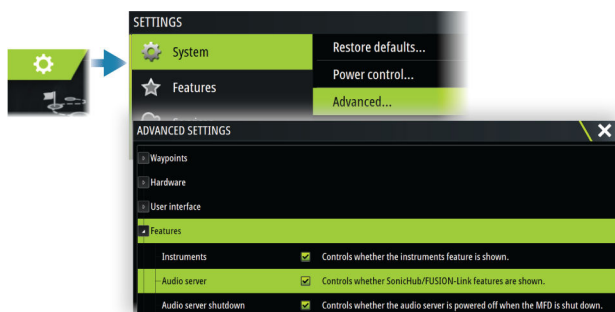 SETTINGS
System
Restore defaults...
Power control...
Features
Advanced...
ADVANCED SETTINGS
Waypoints
Hardware
User interface
Features
Instruments Controls whether the instruments feature is shown.
Audio server Controls whether SonicHub/FUSION-Link features are shown.
Audio server shutdown Controls whether the audio server is powered off when the MFD is shut down.